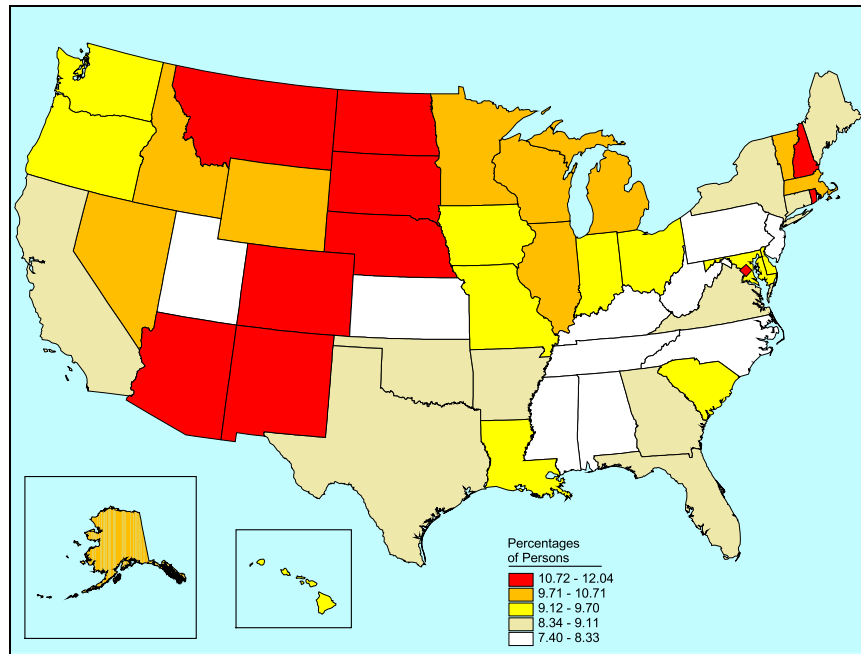 Percentages
of Persons
10.72 - 12.04
9.71 - 10.71
9.12 - 9.70
8.34 - 9.11
7.40 - 8.33